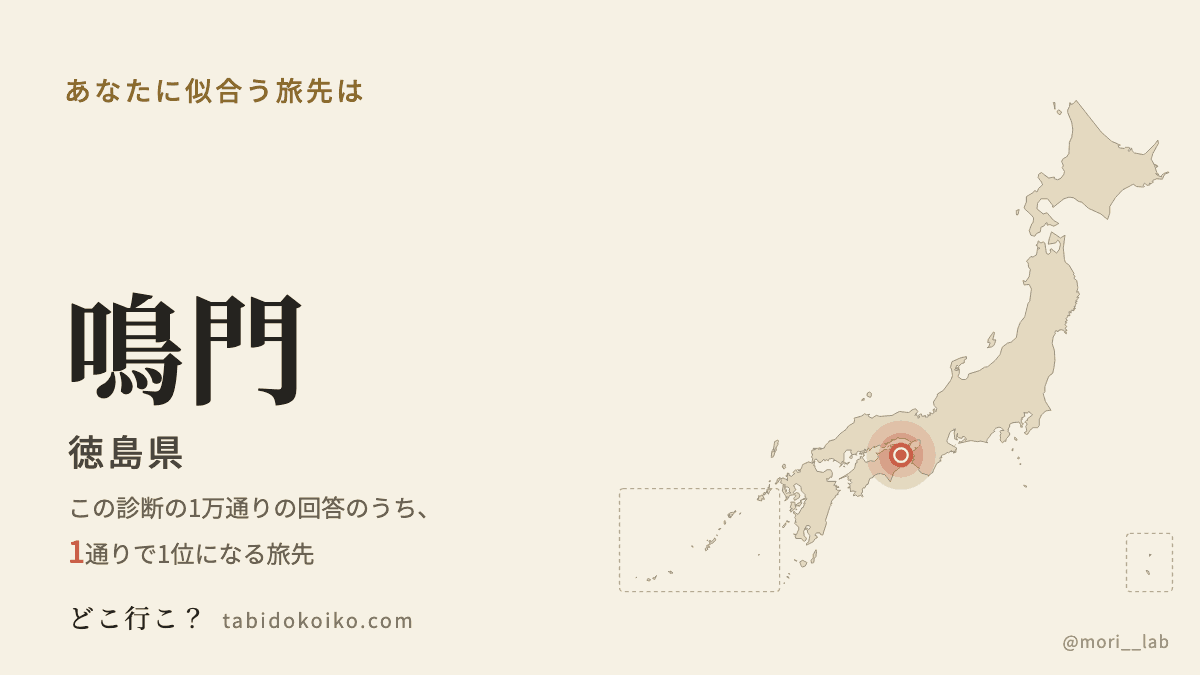 あなたに似合う旅先は
鳴門
徳島県
この診断の1万通りの回答のうち、
1通りで1位になる旅先
どこ行こ？ tabidokoiko.com
@mori__lab